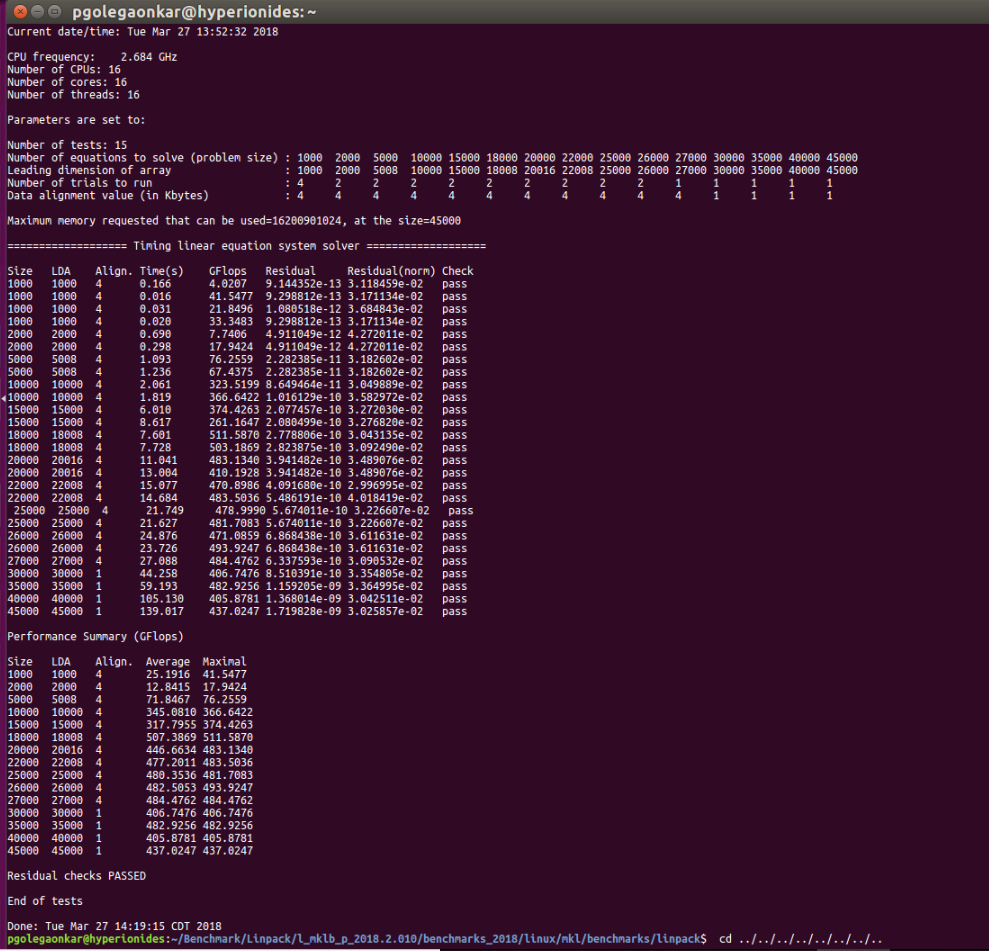 pgolegaonkar@hyperionides: ~
Current date/time: Tue Mar 27 13:52:32 2018
CPU frequency:    2.684 GHz
Number of CPUs: 16
Number of cores: 16
Number of threads: 16
Parameters are set to:
Number of tests: 15
Number of equations to solve (problem size) : 1000  2000  5000  10000 15000 18000 20000 22000 25000 26000 27000 30000 35000 40000 45000
Leading dimension of array                  : 1000  2000  5008  10000 15000 18008 20016 22008 25000 26000 27000 30000 35000 40000 45000
Number of trials to run                     : 4     2     2     2     2     2     2     2     2     2     1     1     1     1     1
Data alignment value (in Kbytes)            : 4     4     4     4     4     4     4     4     4     4     4     1     1     1     1
Maximum memory requested that can be used=16200901024, at the size=45000
=================== Timing linear equation system solver ===================
Size   LDA    Align. Time(s)    GFlops   Residual     Residual(norm) Check
1000   1000   4      0.166      4.0207   9.144352e-13 3.118459e-02   pass
1000   1000   4      0.016      41.5477  9.298812e-13 3.171134e-02   pass
1000   1000   4      0.031      21.8496  1.080518e-12 3.684843e-02   pass
1000   1000   4      0.020      33.3483  9.298812e-13 3.171134e-02   pass
2000   2000   4      0.690      7.7406   4.911049e-12 4.272011e-02   pass
2000   2000   4      0.298      17.9424  4.911049e-12 4.272011e-02   pass
5000   5008   4      1.093      76.2559  2.282385e-11 3.182602e-02   pass
5000   5008   4      1.236      67.4375  2.282385e-11 3.182602e-02   pass
10000  10000  4      2.061      323.5199 8.649464e-11 3.049889e-02   pass
10000  10000  4      1.819      366.6422 1.016129e-10 3.582972e-02   pass
15000  15000  4      6.010      374.4263 2.077457e-10 3.272030e-02   pass
15000  15000  4      8.617      261.1647 2.080499e-10 3.276820e-02   pass
18000  18008  4      7.601      511.5870 2.778806e-10 3.043135e-02   pass
18000  18008  4      7.728      503.1869 2.823875e-10 3.092490e-02   pass
20000  20016  4      11.041     483.1340 3.941482e-10 3.489076e-02   pass
20000  20016  4      13.004     410.1928 3.941482e-10 3.489076e-02   pass
22000  22008  4      15.077     470.8986 4.091680e-10 2.996995e-02   pass
22000  22008  4      14.684     483.5036 5.486191e-10 4.018419e-02   pass
25000  25000  4      21.749     478.9990 5.674011e-10 3.226607e-02   pass
25000  25000  4      21.627     481.7083 5.674011e-10 3.226607e-02   pass
26000  26000  4      24.876     471.0859 6.868438e-10 3.611631e-02   pass
26000  26000  4      23.726     493.9247 6.868438e-10 3.611631e-02   pass
27000  27000  4      27.088     484.4762 6.337593e-10 3.090532e-02   pass
30000  30000  1      44.258     406.7476 8.510391e-10 3.354805e-02   pass
35000  35000  1      59.193     482.9256 1.159205e-09 3.364995e-02   pass
40000  40000  1      105.130    405.8781 1.368014e-09 3.042511e-02   pass
45000  45000  1      139.017    437.0247 1.719828e-09 3.025857e-02   pass
Performance Summary (GFlops)
Size   LDA    Align.  Average  Maximal
1000   1000   4       25.1916  41.5477
2000   2000   4       12.8415  17.9424
5000   5008   4       71.8467  76.2559
10000  10000  4       345.0810 366.6422
15000  15000  4       317.7955 374.4263
18000  18008  4       507.3869 511.5870
20000  20016  4       446.6634 483.1340
22000  22008  4       477.2011 483.5036
25000  25000  4       480.3536 481.7083
26000  26000  4       482.5053 493.9247
27000  27000  4       484.4762 484.4762
30000  30000  1       406.7476 406.7476
35000  35000  1       482.9256 482.9256
40000  40000  1       405.8781 405.8781
45000  45000  1       437.0247 437.0247
Residual checks PASSED
End of tests
Done: Tue Mar 27 14:19:15 CDT 2018
pgolegaonkar@hyperionides:~/Benchmark/Linpack/l_mklb_p_2018.2.010/benchmarks_2018/linux/mkl/benchmarks/linpack$  cd ../../../../../../../..